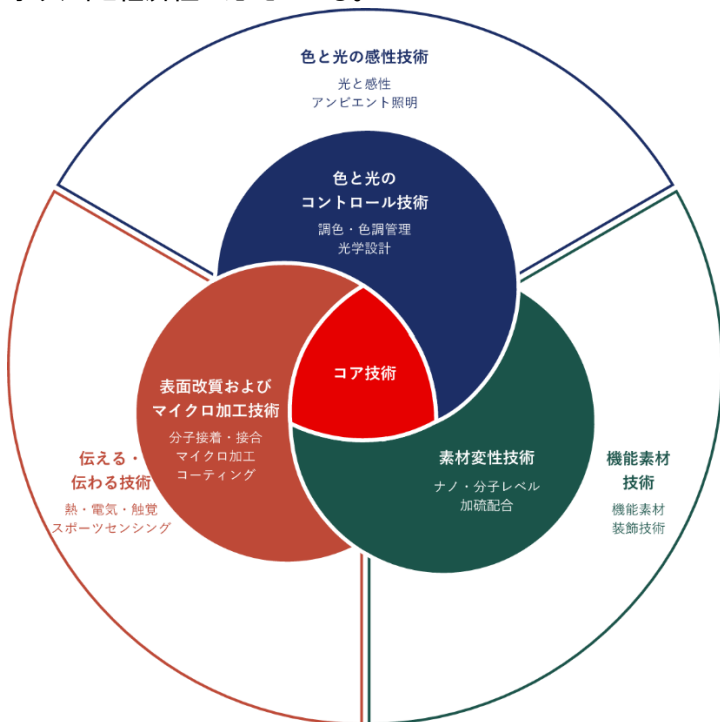 色と光の感性技術
光と感性
アンビエント照明
色と光の
コントロール技術
調色・色調管理
光学設計
コア技術
表面改質および
マイクロ加工技術
分子接着・接合
マイクロ加工
コーティング
伝える・
伝わる技術
熱・電気・触覚
スポーツセンシング
素材変性技術
ナノ・分子レベル
加硫配合
機能素材
技術
機能素材
装飾技術